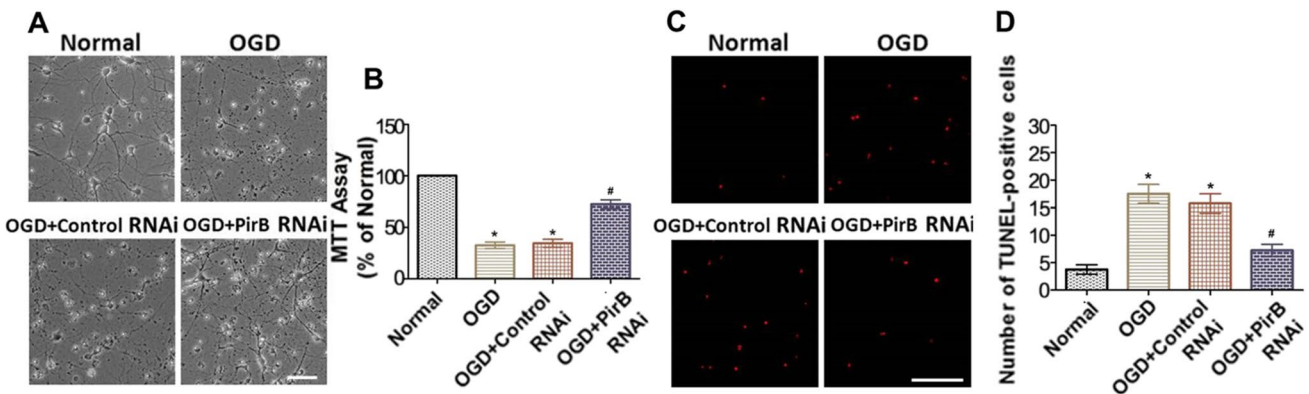 A
Normal OGD
OGD+Control RNAi OGD+PirB RNAi
B
MTT Assay
(% of Normal)
150
100
50
0
*
*
#
Normal
OGD
OGD+Control
RNAi
OGD+PirB
RNAi
C
Normal OGD
OGD+Control RNAi OGD+PirB RNAi
D
Number of TUNEL-positive cells
30
25
20
15
10
5
0
*
*
#
Normal
OGD
OGD+Control
RNAi
OGD+PirB
RNAi